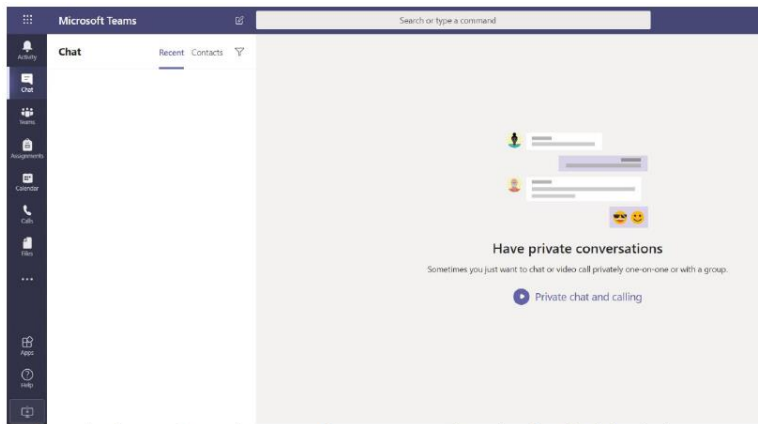 Microsoft Teams
Search or type a command
Activity
Chat
Teams
Assignments
Calendar
Calls
Files
Apps
Help
Chat
Recent Contacts
Have private conversations
Sometimes you just want to chat or video call privately one-on-one or with a group.
Private chat and calling